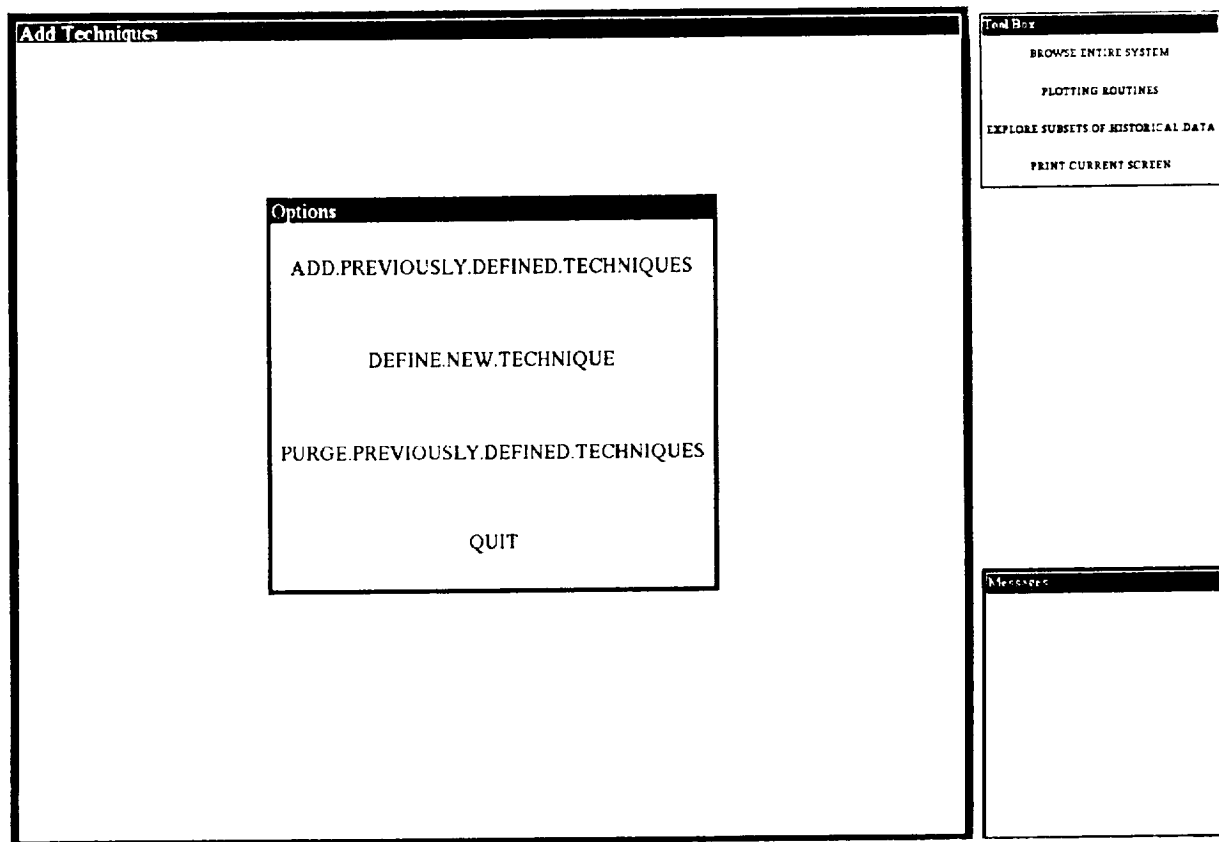 Add Techniques
Options
ADD.PREVIOUSLY.DEFINED.TECHNIQUES
DEFINE.NEW.TECHNIQUE
PURGE.PREVIOUSLY.DEFINED.TECHNIQUES
QUIT
Tool Box
BROWSE ENTIRE SYSTEM
PLOTTING ROUTINES
EXPLORE SUBSETS OF HISTORICAL DATA
PRINT CURRENT SCREEN
Messages